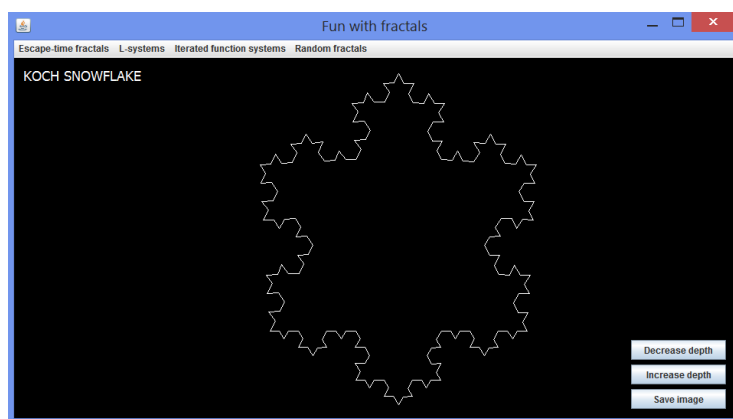 Fun with fractals
Escape-time fractals L-systems Iterated function systems Random fractals
KOCH SNOWFLAKE
Decrease depth
Increase depth
Save image